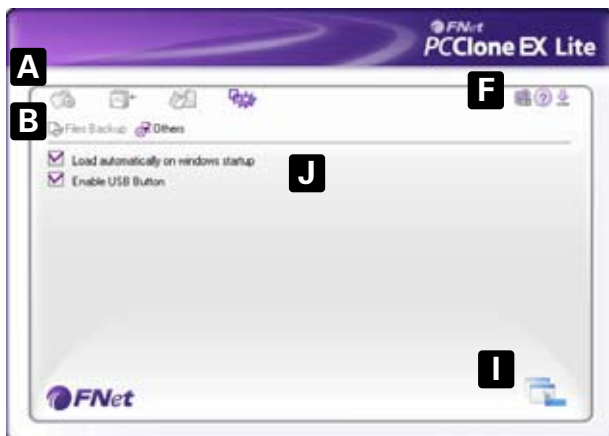 FNet
PCClone EX Lite
A
F
B
Files Backup Others
Load automatically on windows startup
J
Enable USB Button
I
FNet